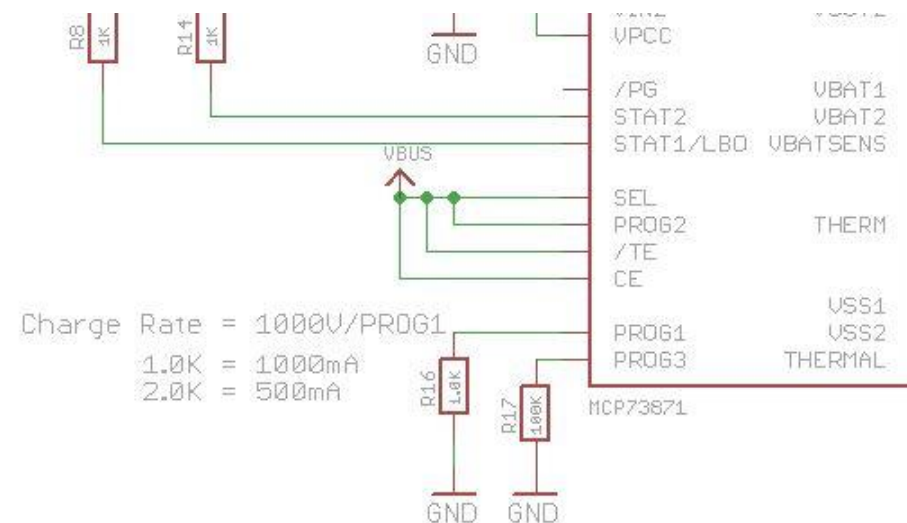 R8
1K
R14
1K
GND
VPCC
/PG
VBAT1
STAT2
VBAT2
STAT1/LBO
VBATSENS
VBUS
SEL
PROG2
THERM
/TE
CE
VSS1
Charge Rate = 1000V/PROG1
PROG1
VSS2
1.0K = 1000mA
PROG3
THERMAL
2.0K = 500mA
R16
1.0K
R17
100K
MCP73871
GND
GND